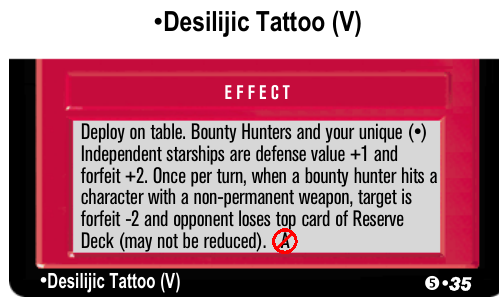 •Desilijic Tattoo (V)
EFFECT
Deploy on table. Bounty Hunters and your unique (•)
Independent starships are defense value +1 and
forfeit +2. Once per turn, when a bounty hunter hits a
character with a non-permanent weapon, target is
forfeit -2 and opponent loses top card of Reserve
Deck (may not be reduced). A
•Desilijic Tattoo (V) 5•35